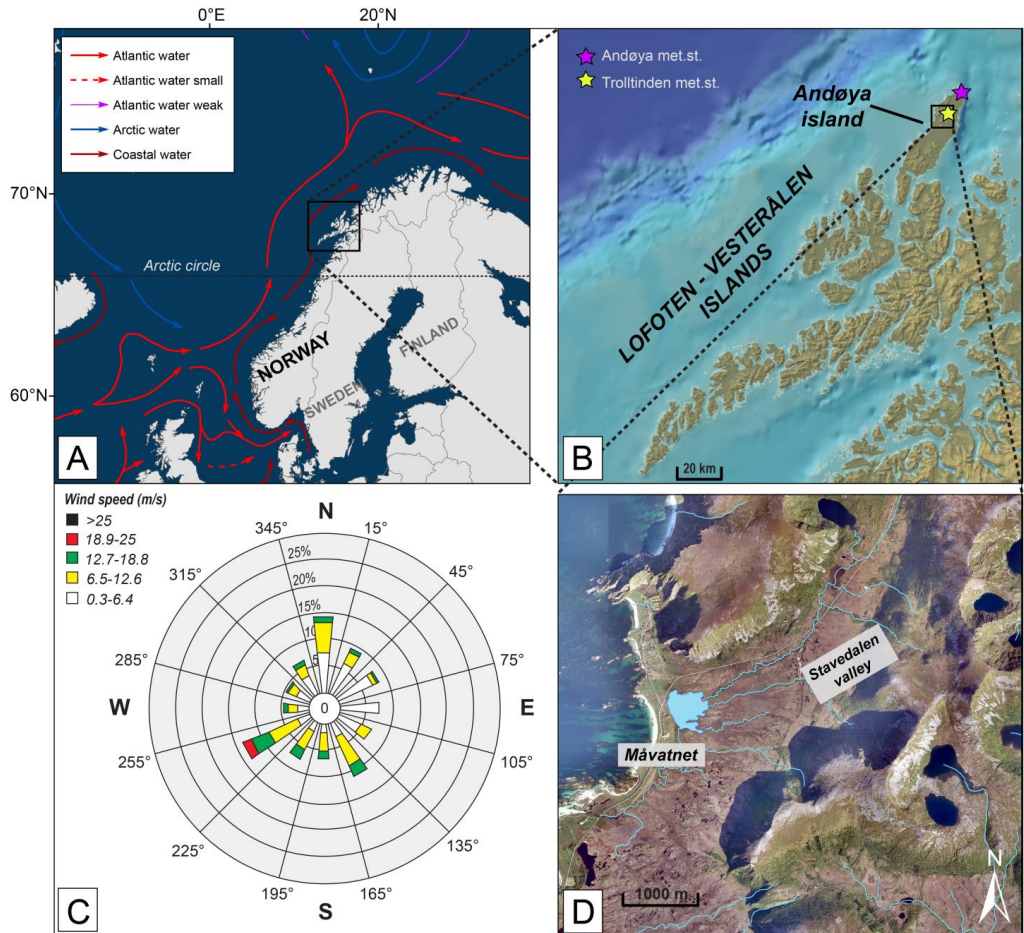 0°E
20°N
Atlantic water
Atlantic water small
Atlantic water weak
Arctic water
Coastal water
70°N
Arctic circle
60°N
NORWAY
SWEDEN
FINLAND
A
Andøya met.st.
Trolltinden met.st.
Andøya
island
LOFOTEN - VESTERÅLEN
ISLANDS
20 km
B
Wind speed (m/s)
>25
18.9-25
12.7-18.8
6.5-12.6
0.3-6.4
N
345°
15°
315°
45°
285°
75°
W
E
255°
105°
225°
135°
195°
165°
S
25%
20%
15%
10
5
0
C
Stavedalen
valley
Måvatnet
1000 m
N
D